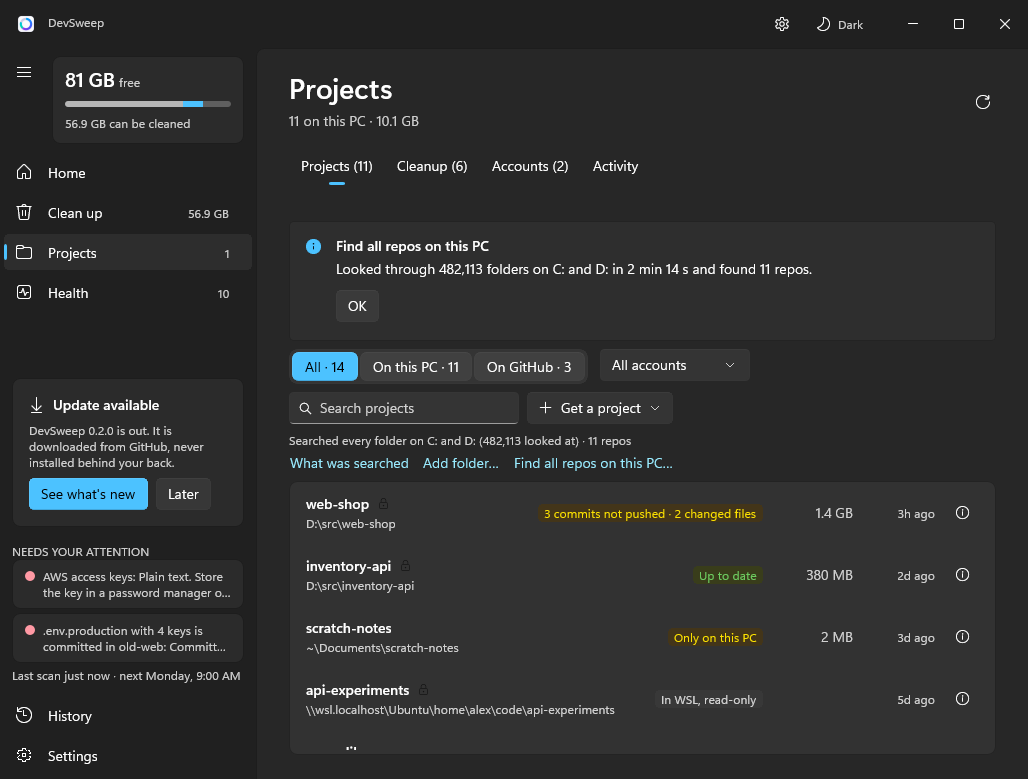 DevSweep
Dark
81 GB free
56.9 GB can be cleaned
Home
Clean up 56.9 GB
Projects 1
Health 10
Update available
DevSweep 0.2.0 is out. It is
downloaded from GitHub, never
installed behind your back.
See what's new
Later
NEEDS YOUR ATTENTION
AWS access keys: Plain text. Store
the key in a password manager o...
.env.production with 4 keys is
committed in old-web: Committ...
Last scan just now · next Monday, 9:00 AM
History
Settings
Projects
11 on this PC · 10.1 GB
Projects (11)
Cleanup (6)
Accounts (2)
Activity
Find all repos on this PC
Looked through 482,113 folders on C: and D: in 2 min 14 s and found 11 repos.
OK
All · 14
On this PC · 11
On GitHub · 3
All accounts
Search projects
Get a project
Searched every folder on C: and D: (482,113 looked at) · 11 repos
What was searched
Add folder...
Find all repos on this PC...
web-shop
D:\src\web-shop
3 commits not pushed · 2 changed files
1.4 GB
3h ago
inventory-api
D:\src\inventory-api
Up to date
380 MB
2d ago
scratch-notes
~\Documents\scratch-notes
Only on this PC
2 MB
3d ago
api-experiments
\\wsl.localhost\Ubuntu\home\alex\code\api-experiments
In WSL, read-only
5d ago